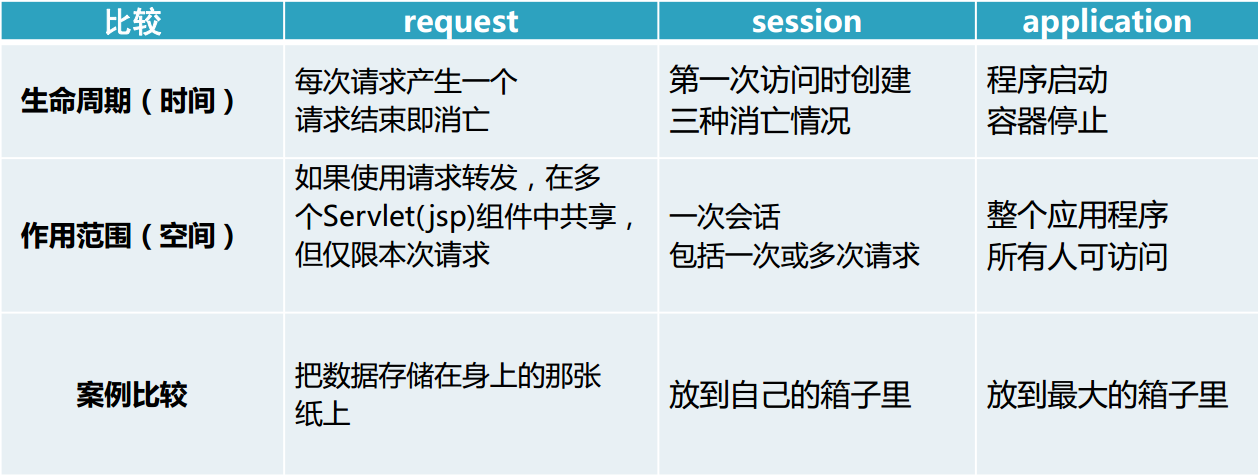 比较
request
session
application
生命周期（时间）
每次请求产生一个
请求结束即消亡
第一次访问时创建
三种消亡情况
程序启动
容器停止
作用范围（空间）
如果使用请求转发，在多
个Servlet(jsp)组件中共享，
但仅限本次请求
一次会话
包括一次或多次请求
整个应用程序
所有人可访问
案例比较
把数据存储在身上的那张
纸上
放到自己的箱子里
放到最大的箱子里